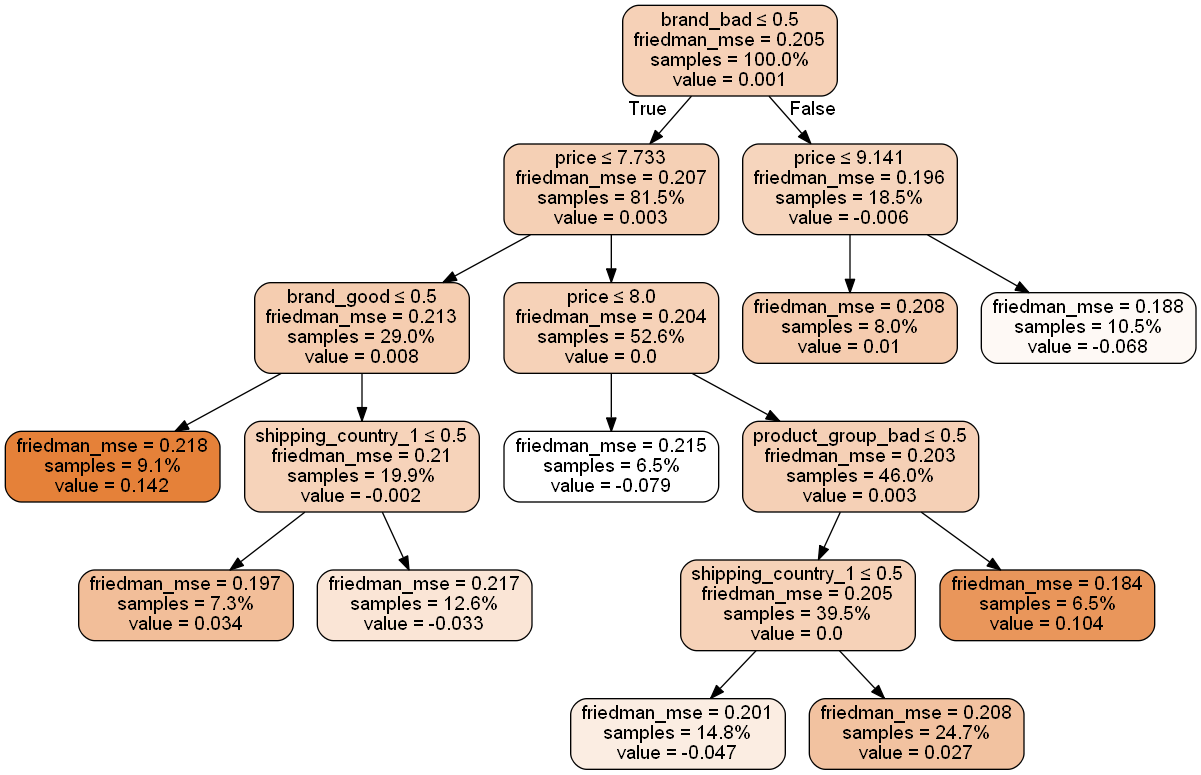 brand_bad ≤ 0.5
friedman_mse = 0.205
samples = 100.0%
value = 0.001
True
False
price ≤ 7.733
friedman_mse = 0.207
samples = 81.5%
value = 0.003
price ≤ 9.141
friedman_mse = 0.196
samples = 18.5%
value = -0.006
brand_good ≤ 0.5
friedman_mse = 0.213
samples = 29.0%
value = 0.008
price ≤ 8.0
friedman_mse = 0.204
samples = 52.6%
value = 0.0
friedman_mse = 0.208
samples = 8.0%
value = 0.01
friedman_mse = 0.188
samples = 10.5%
value = -0.068
friedman_mse = 0.218
samples = 9.1%
value = 0.142
shipping_country_1 ≤ 0.5
friedman_mse = 0.21
samples = 19.9%
value = -0.002
friedman_mse = 0.215
samples = 6.5%
value = -0.079
product_group_bad ≤ 0.5
friedman_mse = 0.203
samples = 46.0%
value = 0.003
friedman_mse = 0.197
samples = 7.3%
value = 0.034
friedman_mse = 0.217
samples = 12.6%
value = -0.033
shipping_country_1 ≤ 0.5
friedman_mse = 0.205
samples = 39.5%
value = 0.0
friedman_mse = 0.184
samples = 6.5%
value = 0.104
friedman_mse = 0.201
samples = 14.8%
value = -0.047
friedman_mse = 0.208
samples = 24.7%
value = 0.027